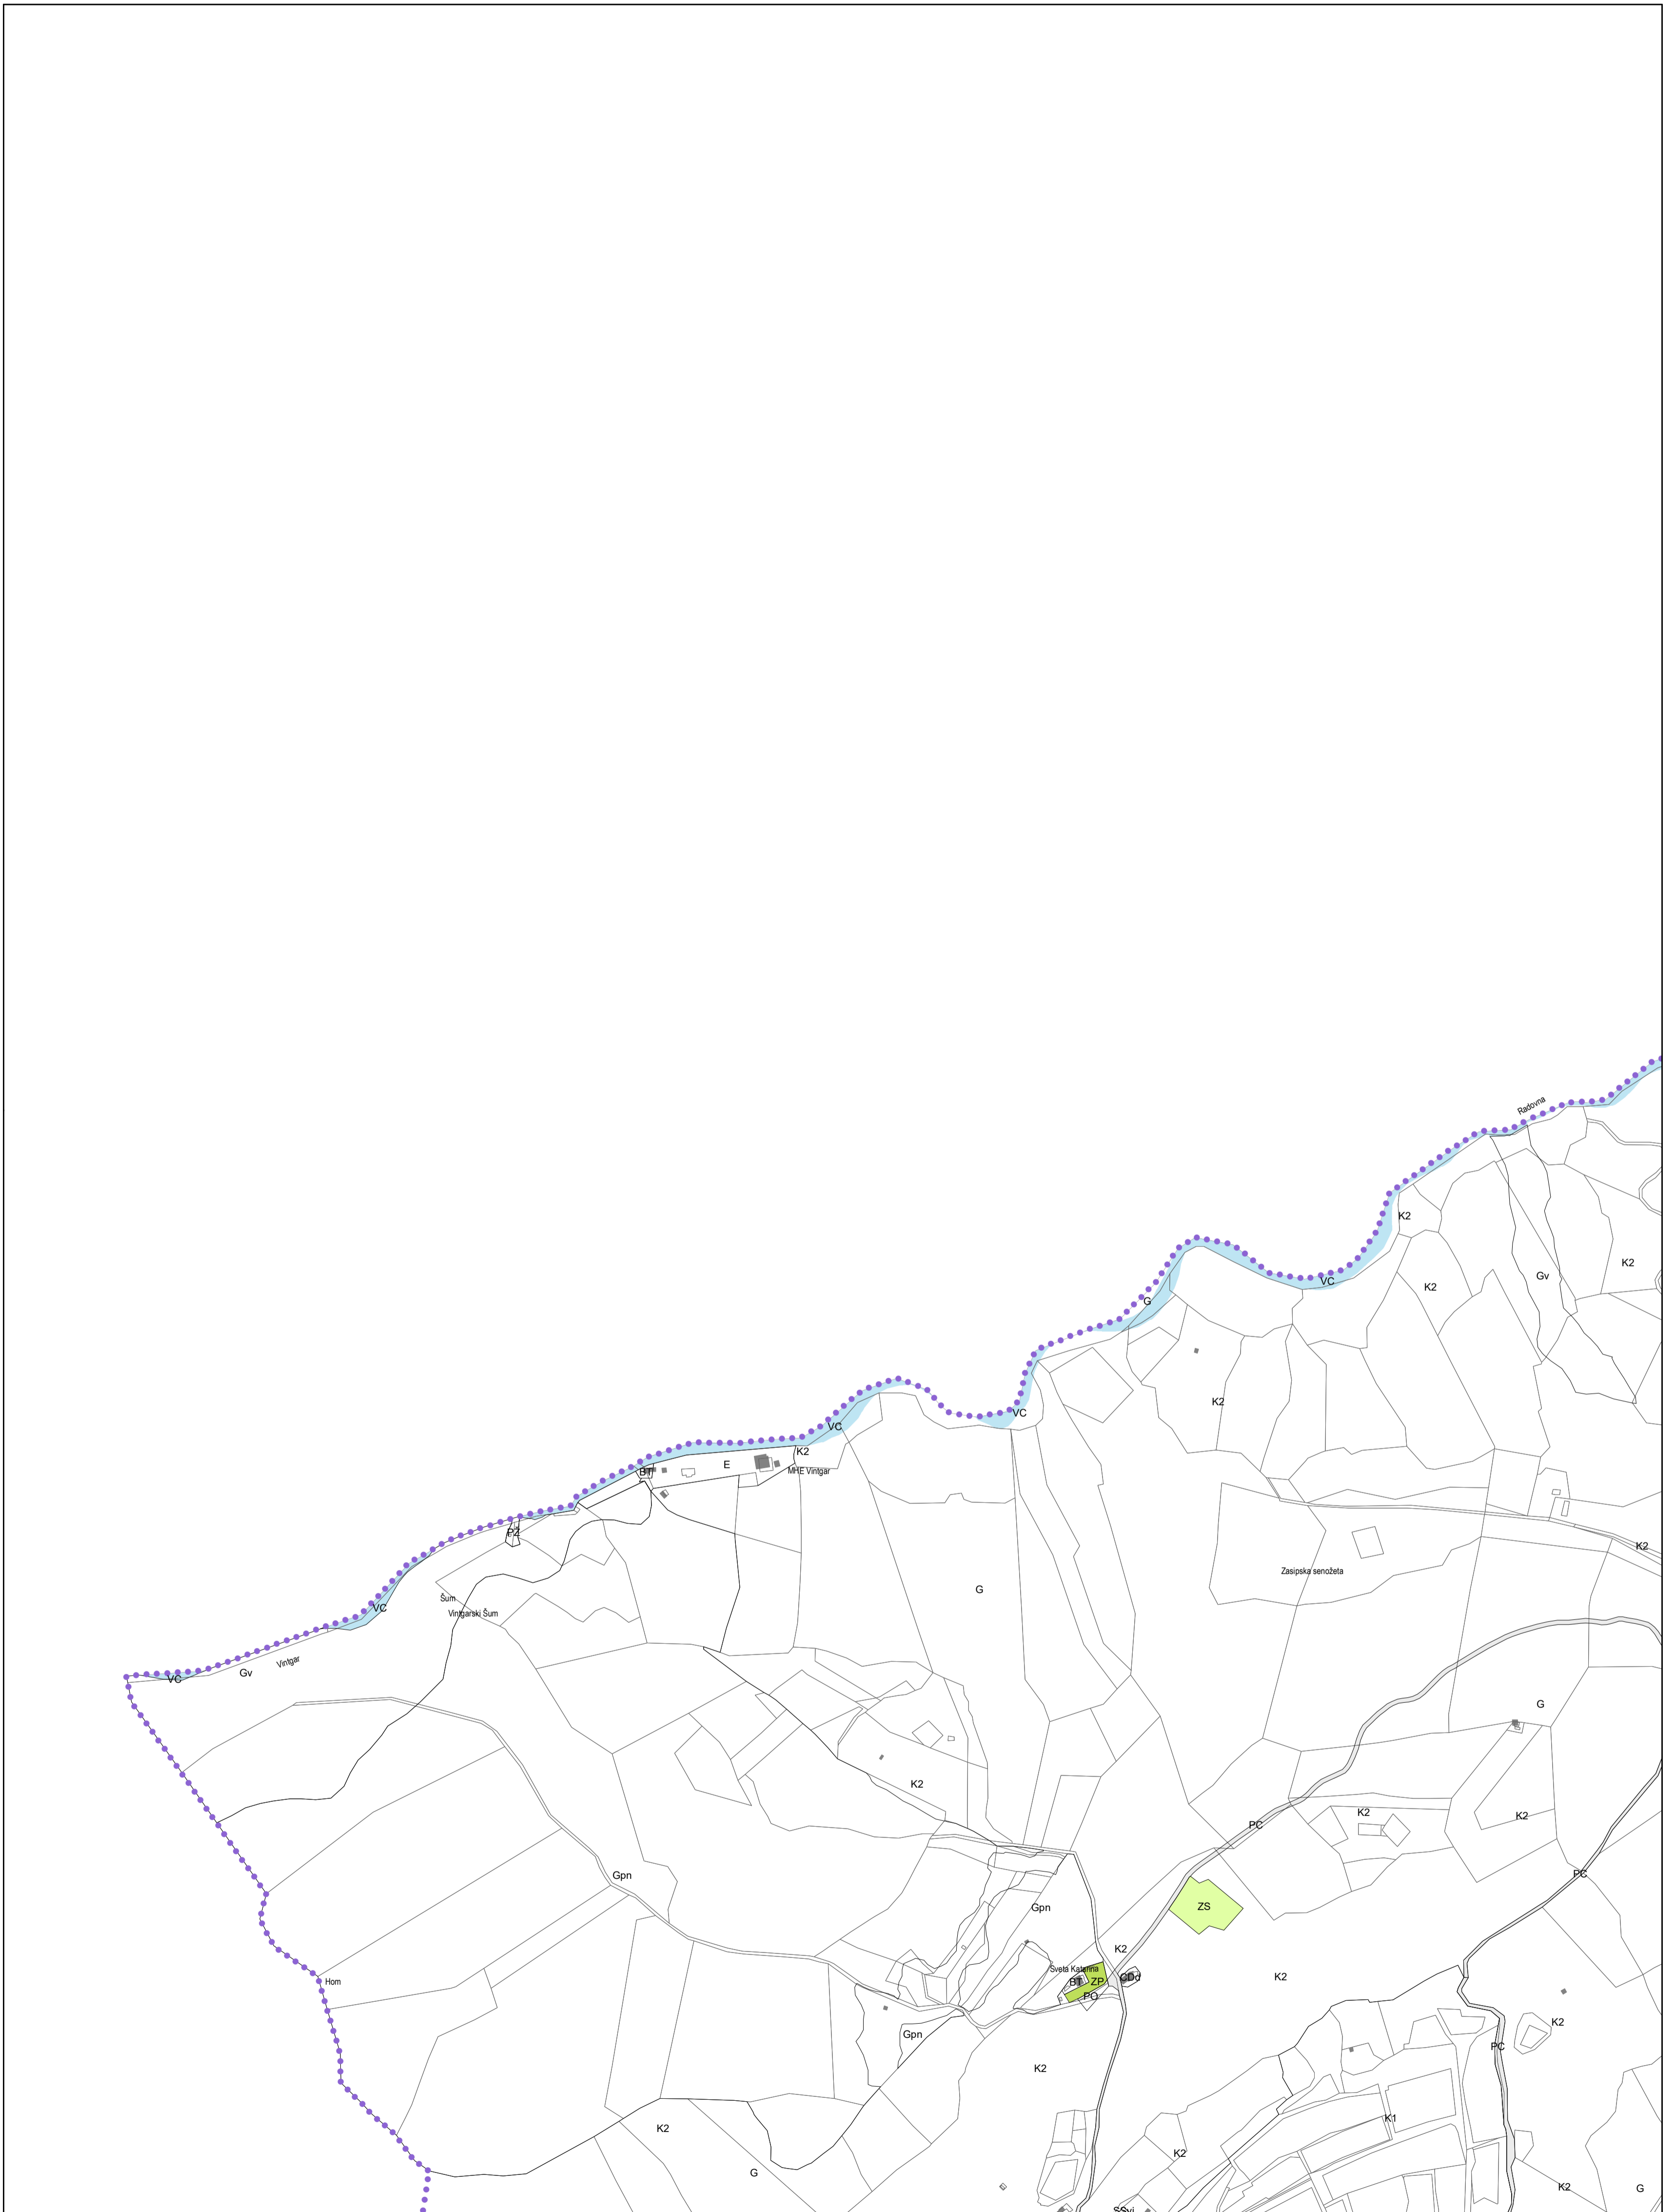 Radovna
K2
K2
Gv
VC
K2
G
K2
VC
VC
K2
E
BT
MHE Vintgar
PZ
K2
Zasipska senožeta
G
Šum
VC
Vintgarski Šum
Vintgar
Gv
VC
G
K2
K2
K2
PC
PC
Gpn
ZS
Gpn
K2
Sveta Katarina
K2
Hom
BT
ZP
CDd
PO
K2
Gpn
PC
K2
K1
K2
K2
G
K2
G
SSvi